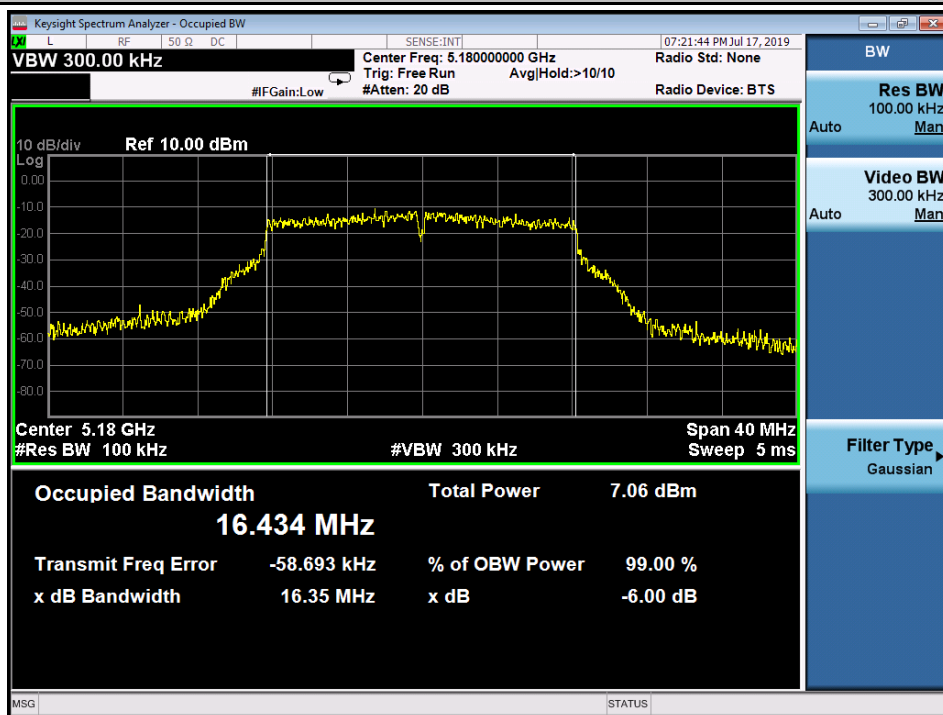 Keysight Spectrum Analyzer - Occupied BW
LXI L RF 50 Ω DC SENSE:INT 07:21:44 PM Jul 17, 2019
VBW 300.00 kHz
Center Freq: 5.180000000 GHz
Radio Std: None
Trig: Free Run Avg|Hold:>10/10
#IFGain:Low #Atten: 20 dB
Radio Device: BTS
10 dB/div Ref 10.00 dBm
Log
0.00
-10.0
-20.0
-30.0
-40.0
-50.0
-60.0
-70.0
-80.0
Center 5.18 GHz Span 40 MHz
#Res BW 100 kHz #VBW 300 kHz Sweep 5 ms
Occupied Bandwidth Total Power 7.06 dBm
16.434 MHz
Transmit Freq Error -58.693 kHz % of OBW Power 99.00 %
x dB Bandwidth 16.35 MHz x dB -6.00 dB
MSG STATUS
BW
Res BW
100.00 kHz
Auto Man
Video BW
300.00 kHz
Auto Man
Filter Type
Gaussian